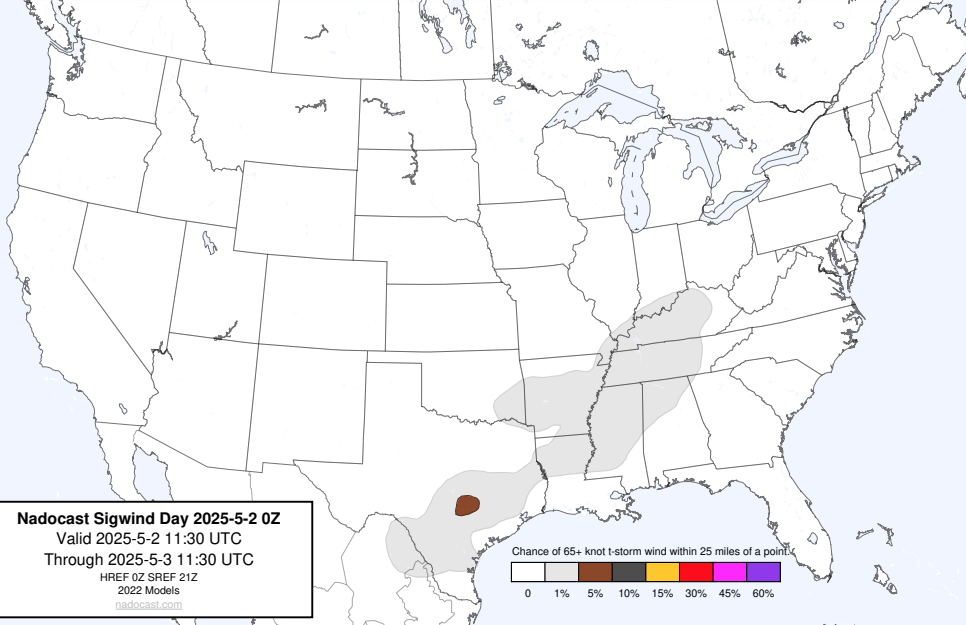 Nadocast Sigwind Day 2025-5-2 0Z
Valid 2025-5-2 11:30 UTC
Through 2025-5-3 11:30 UTC
HREF 0Z SREF 21Z
2022 Models
nadocast.com
Chance of 65+ knot t-storm wind within 25 miles of a point.
0 1% 5% 10% 15% 30% 45% 60%